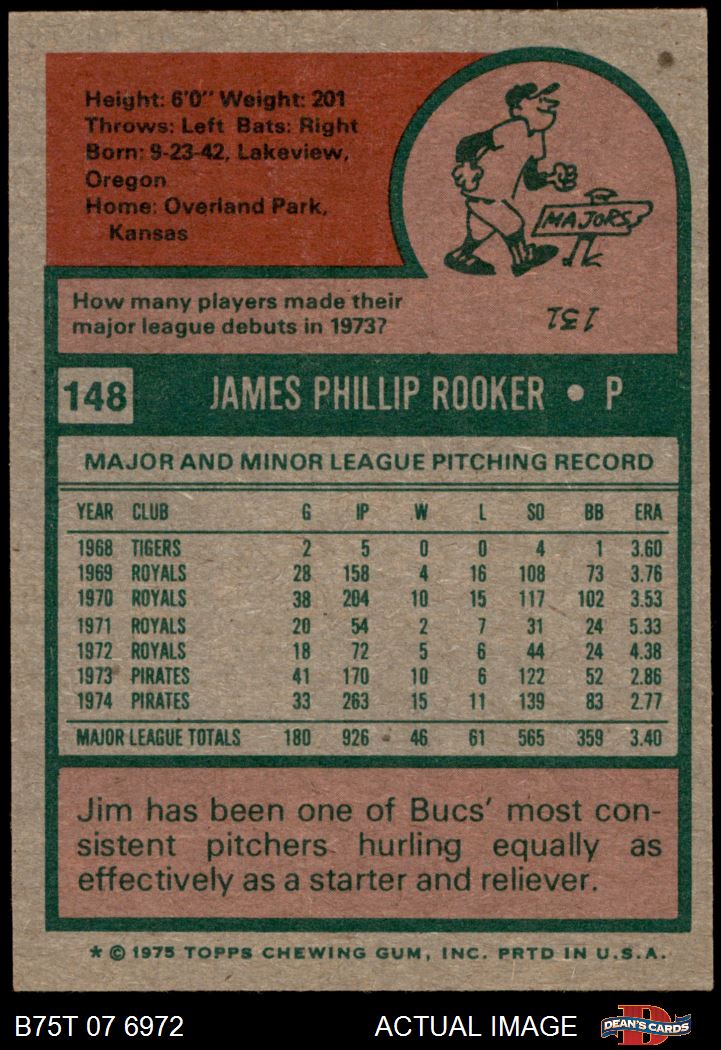 Height: 6'0" Weight: 201
Throws: Left Bats: Right
Born: 9-23-42, Lakeview,
Oregon
Home: Overland Park,
Kansas
MAJORS
How many players made their
major league debuts in 1973?
131
148 JAMES PHILLIP ROOKER • P
MAJOR AND MINOR LEAGUE PITCHING RECORD
YEAR CLUB G IP W L SO BB ERA
1968 TIGERS 2 5 0 0 4 1 3.60
1969 ROYALS 28 158 4 16 108 73 3.76
1970 ROYALS 38 204 10 15 117 102 3.53
1971 ROYALS 20 54 2 7 31 24 5.33
1972 ROYALS 18 72 5 6 44 24 4.38
1973 PIRATES 41 170 10 6 122 52 2.86
1974 PIRATES 33 263 15 11 139 83 2.77
MAJOR LEAGUE TOTALS 180 926 46 61 565 359 3.40
Jim has been one of Bucs' most con-
sistent pitchers hurling equally as
effectively as a starter and reliever.
* © 1975 TOPPS CHEWING GUM, INC. PRTD IN U.S.A.
B75T 07 6972 ACTUAL IMAGE D DEAN'S CARDS